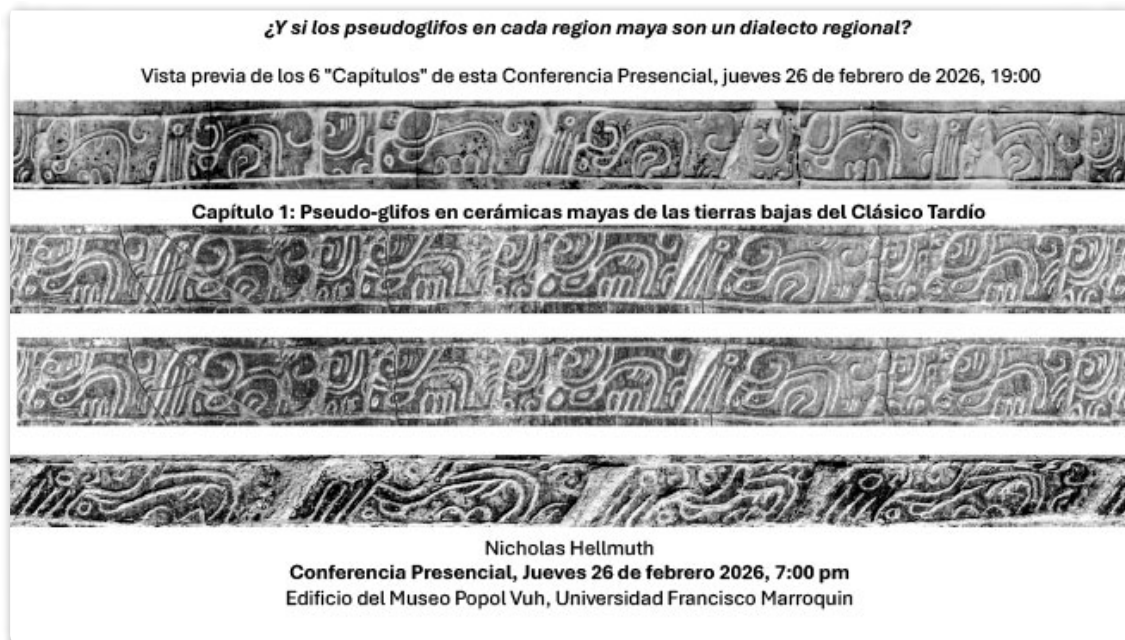 ¿Y si los pseudoglifos en cada region maya son un dialecto regional?
Vista previa de los 6 "Capítulos" de esta Conferencia Presencial, jueves 26 de febrero de 2026, 19:00
Capítulo 1: Pseudo-glifos en cerámicas mayas de las tierras bajas del Clásico Tardío
Nicholas Hellmuth
Conferencia Presencial, Jueves 26 de febrero 2026, 7:00 pm
Edificio del Museo Popol Vuh, Universidad Francisco Marroquin